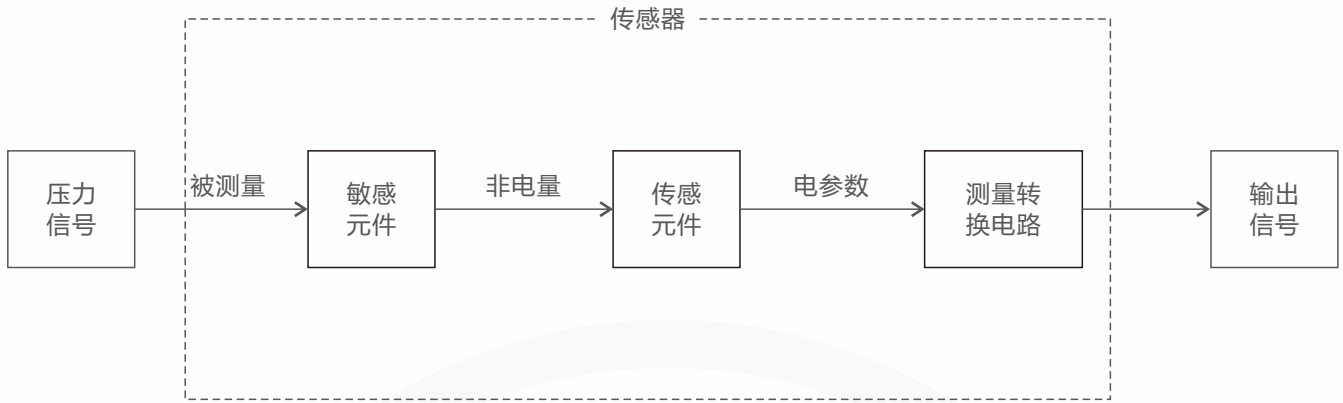 传感器
压力
信号
被测量
敏感
元件
非电量
传感
元件
电参数
测量转
换电路
输出
信号